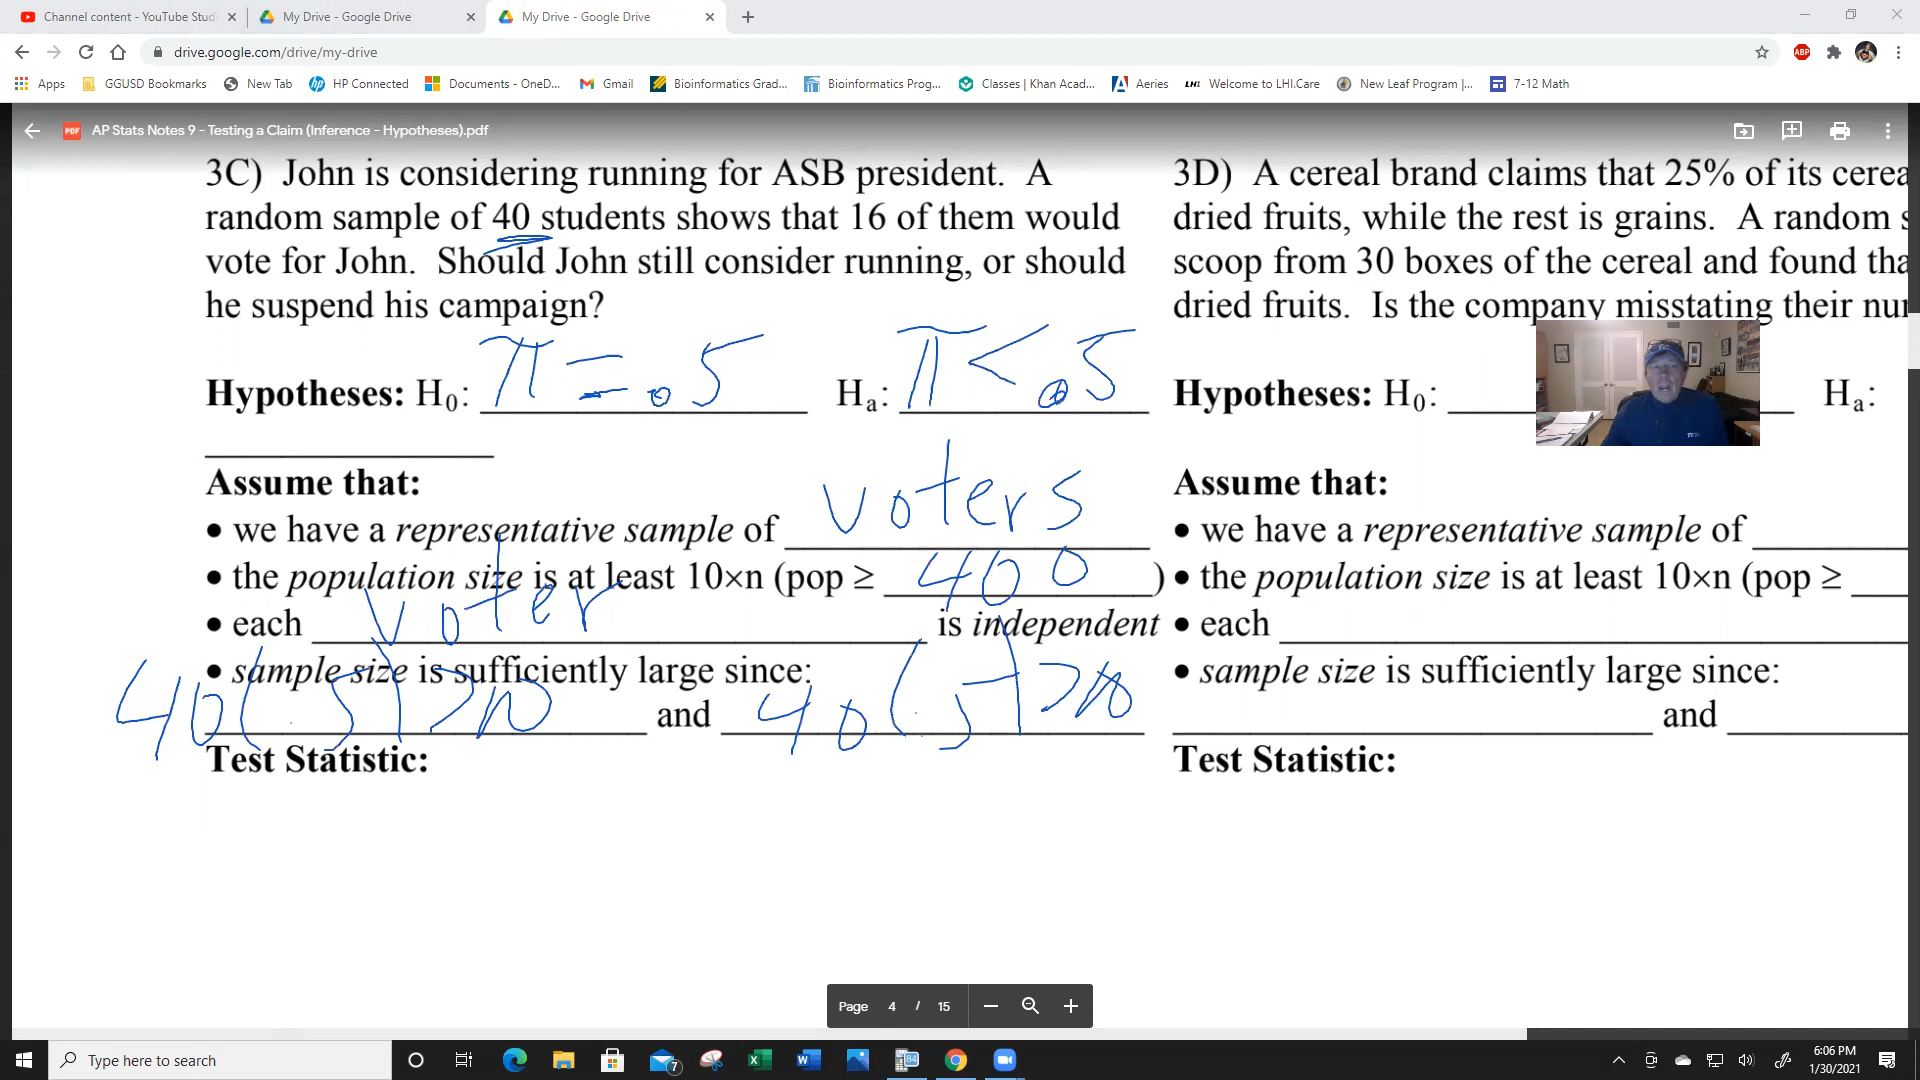 Channel content - YouTube Stud
My Drive - Google Drive
My Drive - Google Drive
drive.google.com/drive/my-drive
ABP
Apps GGUSD Bookmarks New Tab HP Connected Documents - OneD... Gmail Bioinformatics Grad... Bioinformatics Prog... Classes | Khan Acad... Aeries LHI Welcome to LHI.Care New Leaf Program |... 7-12 Math
PDF AP Stats Notes 9 - Testing a Claim (Inference - Hypotheses).pdf
3C) John is considering running for ASB president. A
random sample of 40 students shows that 16 of them would
vote for John. Should John still consider running, or should
he suspend his campaign?
Hypotheses: H0: π = .5 Ha: π < .5
Assume that:
• we have a representative sample of voters
• the population size is at least 10×n (pop ≥ 400)
• each voter is independent
• sample size is sufficiently large since:
40(.5) > 10 and 40(.5) > 10
Test Statistic:
3D) A cereal brand claims that 25% of its cerea
dried fruits, while the rest is grains. A random s
scoop from 30 boxes of the cereal and found tha
dried fruits. Is the company misstating their nu
Hypotheses: H0: Ha:
Assume that:
• we have a representative sample of
• the population size is at least 10×n (pop ≥
• each
• sample size is sufficiently large since:
and
Test Statistic:
Page 4 / 15
Type here to search
7
84
6:06 PM
1/30/2021